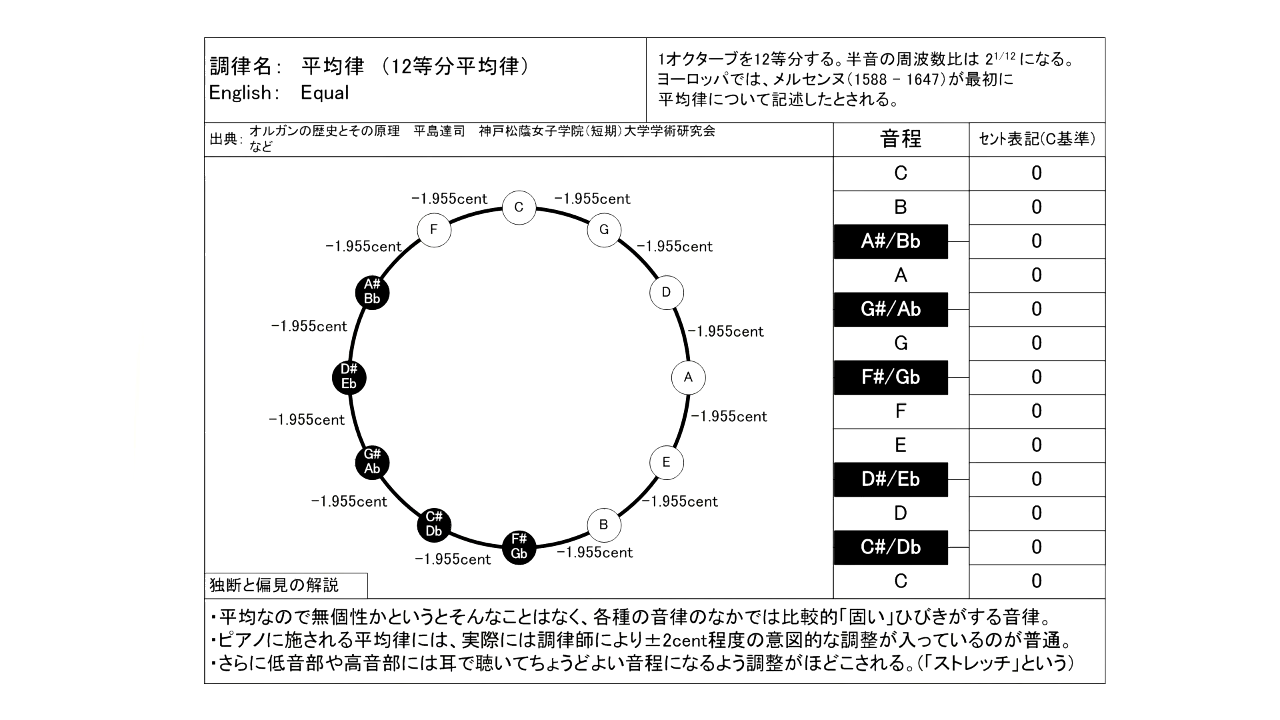 調律名： 平均律 （12等分平均律）
English： Equal
1オクターブを12等分する。半音の周波数比は 2^1/12 になる。
ヨーロッパでは、メルセンヌ（1588 − 1647）が最初に
平均律について記述したとされる。
出典： オルガンの歴史とその原理 平島達司 神戸松蔭女子学院（短期）大学学術研究会
など
音程 セント表記（C基準）
C 0
B 0
A#/Bb 0
A 0
G#/Ab 0
G 0
F#/Gb 0
F 0
E 0
D#/Eb 0
D 0
C#/Db 0
C 0
C
−1.955cent
G
−1.955cent
D
−1.955cent
A
−1.955cent
E
−1.955cent
B
−1.955cent
F#
Gb
−1.955cent
C#
Db
−1.955cent
G#
Ab
−1.955cent
D#
Eb
−1.955cent
A#
Bb
−1.955cent
F
−1.955cent
独断と偏見の解説
・平均なので無個性かというとそんなことはなく、各種の音律のなかでは比較的「固い」ひびきがする音律。
・ピアノに施される平均律には、実際には調律師により±2cent程度の意図的な調整が入っているのが普通。
・さらに低音部や高音部には耳で聴いてちょうどよい音程になるよう調整がほどこされる。（「ストレッチ」という）